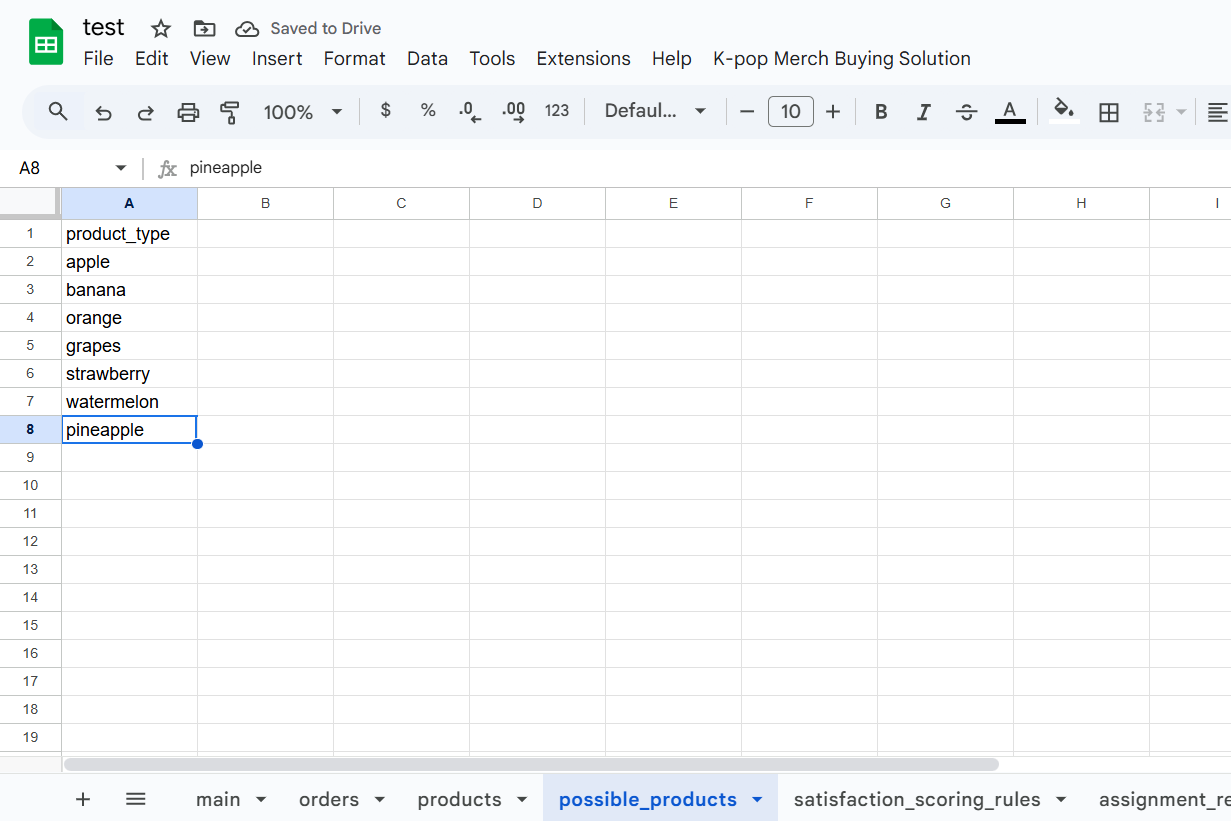 test Saved to Drive
File Edit View Insert Format Data Tools Extensions Help K-pop Merch Buying Solution
100% $ % .0 .00 123 Defaul... 10 B I S A
A8 fx pineapple
A B C D E F G H I
1 product_type
2 apple
3 banana
4 orange
5 grapes
6 strawberry
7 watermelon
8 pineapple
9
10
11
12
13
14
15
16
17
18
19
main orders products possible_products satisfaction_scoring_rules assignment_re